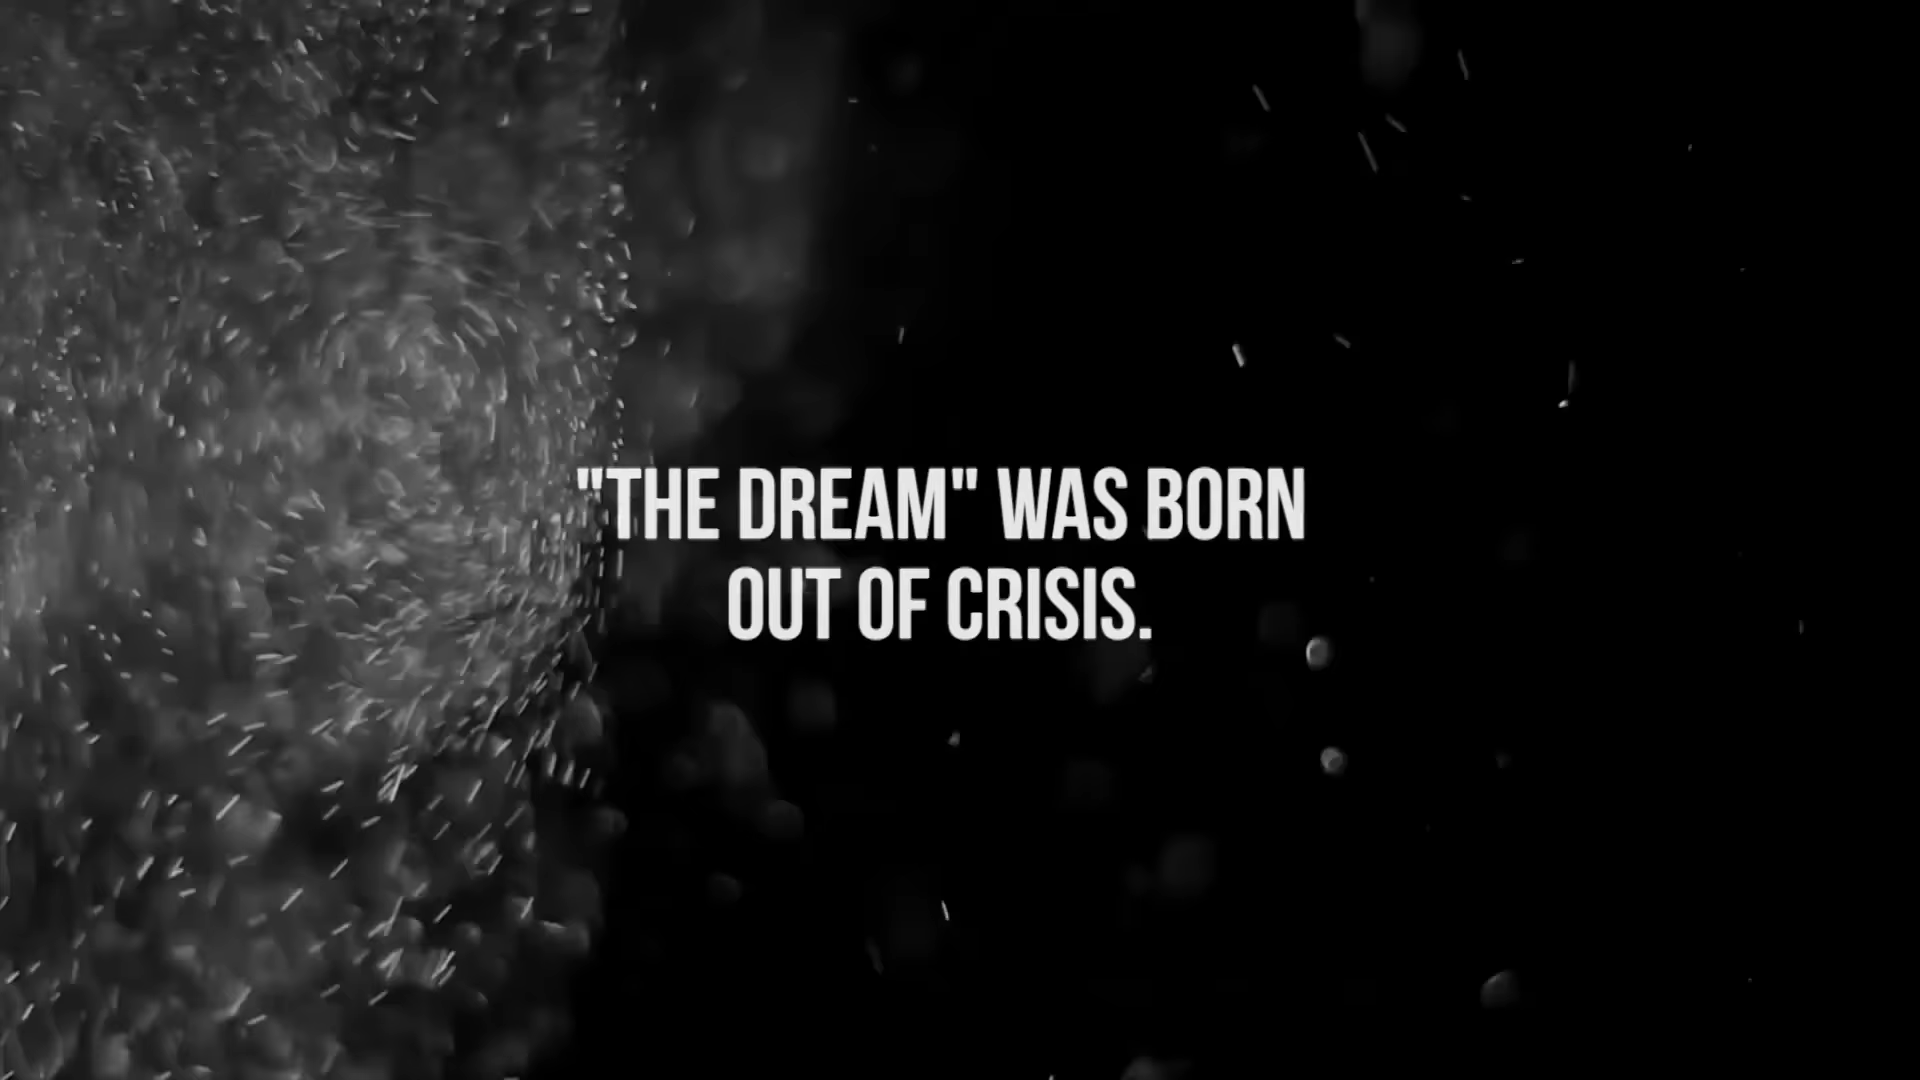 "THE DREAM" WAS BORN
OUT OF CRISIS.